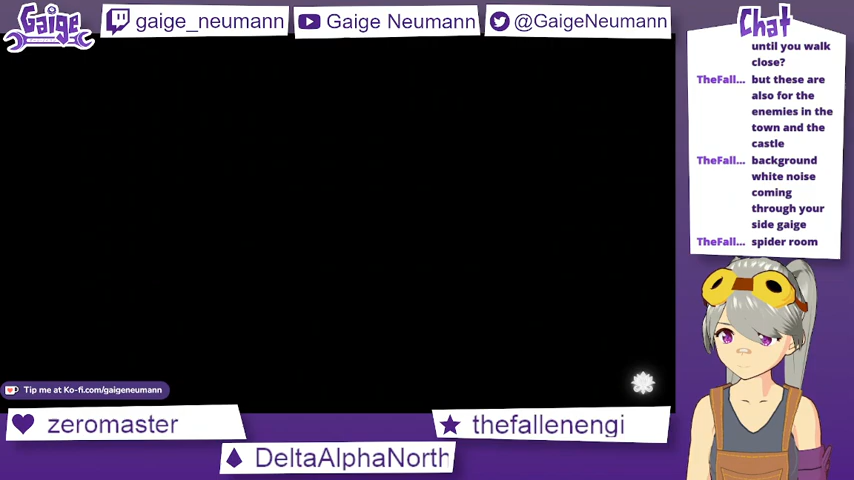 Gaige
gaige_neumann
Gaige Neumann
@GaigeNeumann
Chat
until you walk
close?
TheFall... but these are
also for the
enemies in the
town and the
castle
TheFall... background
white noise
coming
through your
side gaige
TheFall... spider room
Tip me at Ko-fi.com/gaigeneumann
zeromaster
thefallenengi
DeltaAlphaNorth